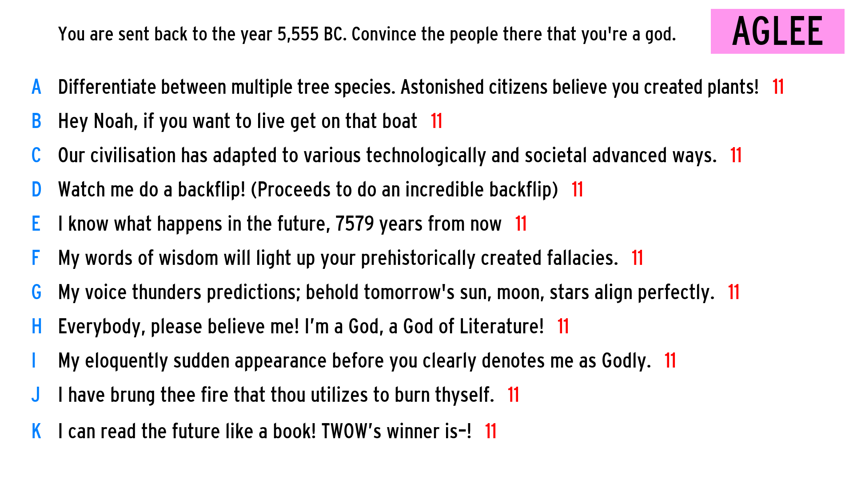 You are sent back to the year 5,555 BC. Convince the people there that you're a god.
AGLEE
A Differentiate between multiple tree species. Astonished citizens believe you created plants! 11
B Hey Noah, if you want to live get on that boat 11
C Our civilisation has adapted to various technologically and societal advanced ways. 11
D Watch me do a backflip! (Proceeds to do an incredible backflip) 11
E I know what happens in the future, 7579 years from now 11
F My words of wisdom will light up your prehistorically created fallacies. 11
G My voice thunders predictions; behold tomorrow's sun, moon, stars align perfectly. 11
H Everybody, please believe me! I'm a God, a God of Literature! 11
I My eloquently sudden appearance before you clearly denotes me as Godly. 11
J I have brung thee fire that thou utilizes to burn thyself. 11
K I can read the future like a book! TWOW's winner is–! 11